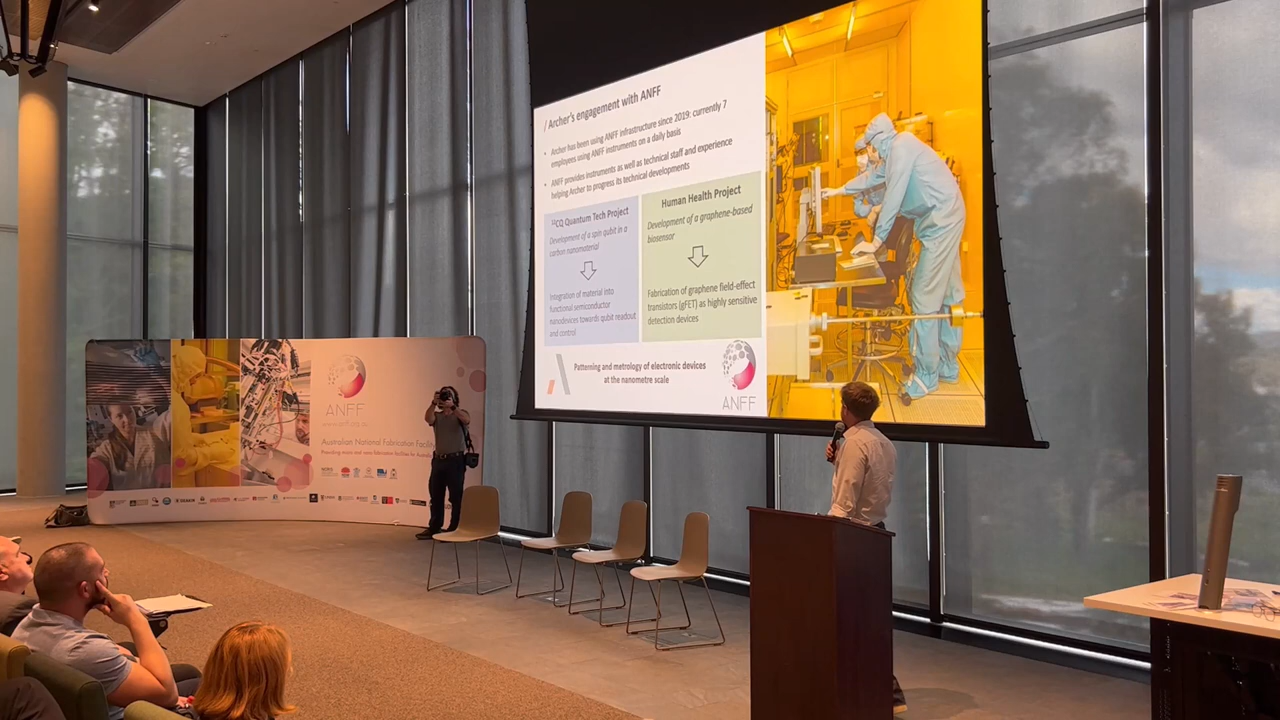 / Archer's engagement with ANFF
• Archer has been using ANFF infrastructure since 2019: currently 7
employees using ANFF instruments on a daily basis
• ANFF provides instruments as well as technical staff and experience
helping Archer to progress its technical developments
¹²CQ Quantum Tech Project
Development of a spin qubit in a
carbon nanomaterial
Integration of material into
functional semiconductor
nanodevices towards qubit readout
and control
Human Health Project
Development of a graphene-based
biosensor
Fabrication of graphene field-effect
transistors (gFET) as highly sensitive
detection devices
Patterning and metrology of electronic devices
at the nanometre scale
ANFF
ANFF
Australian National Fabrication Facility